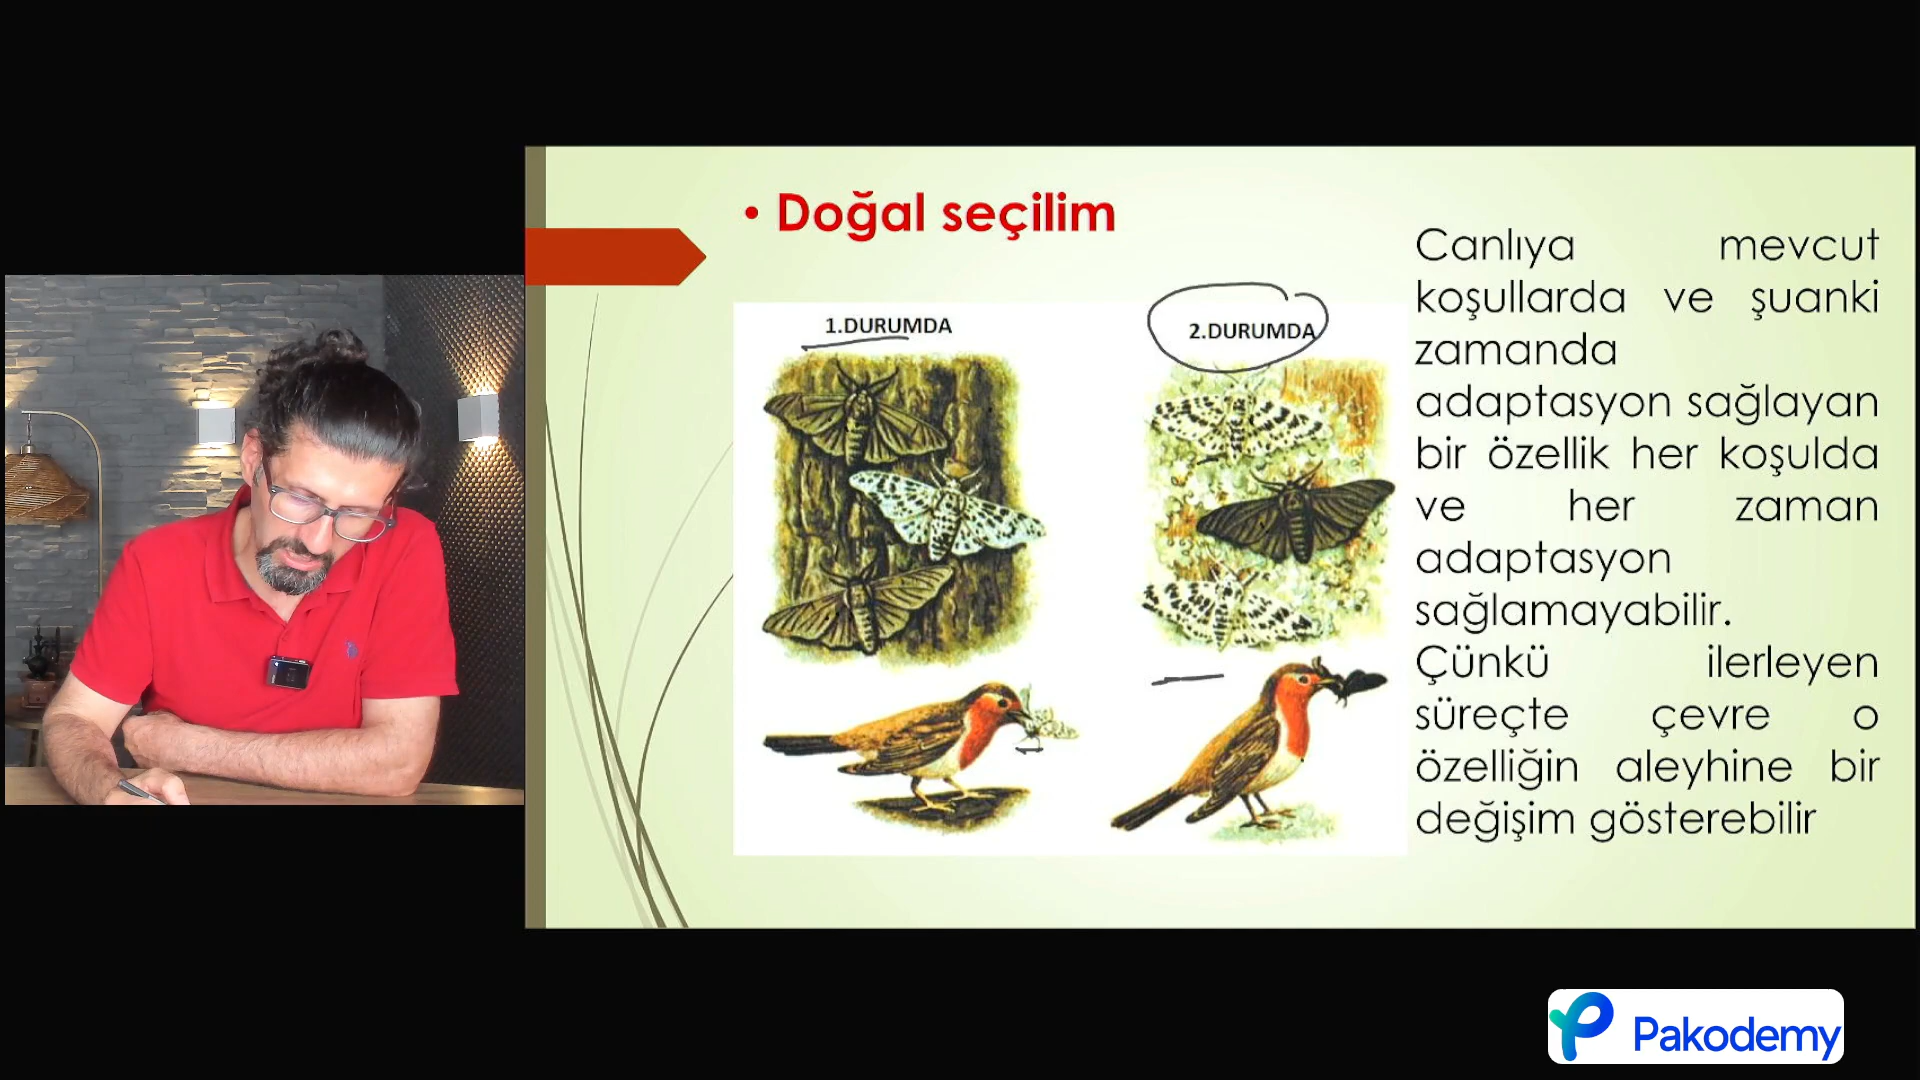 • Doğal seçilim
1.DURUMDA
2.DURUMDA
Canlıya mevcut
koşullarda ve şuanki
zamanda
adaptasyon sağlayan
bir özellik her koşulda
ve her zaman
adaptasyon
sağlamayabilir.
Çünkü ilerleyen
süreçte çevre o
özelliğin aleyhine bir
değişim gösterebilir
Pakodemy